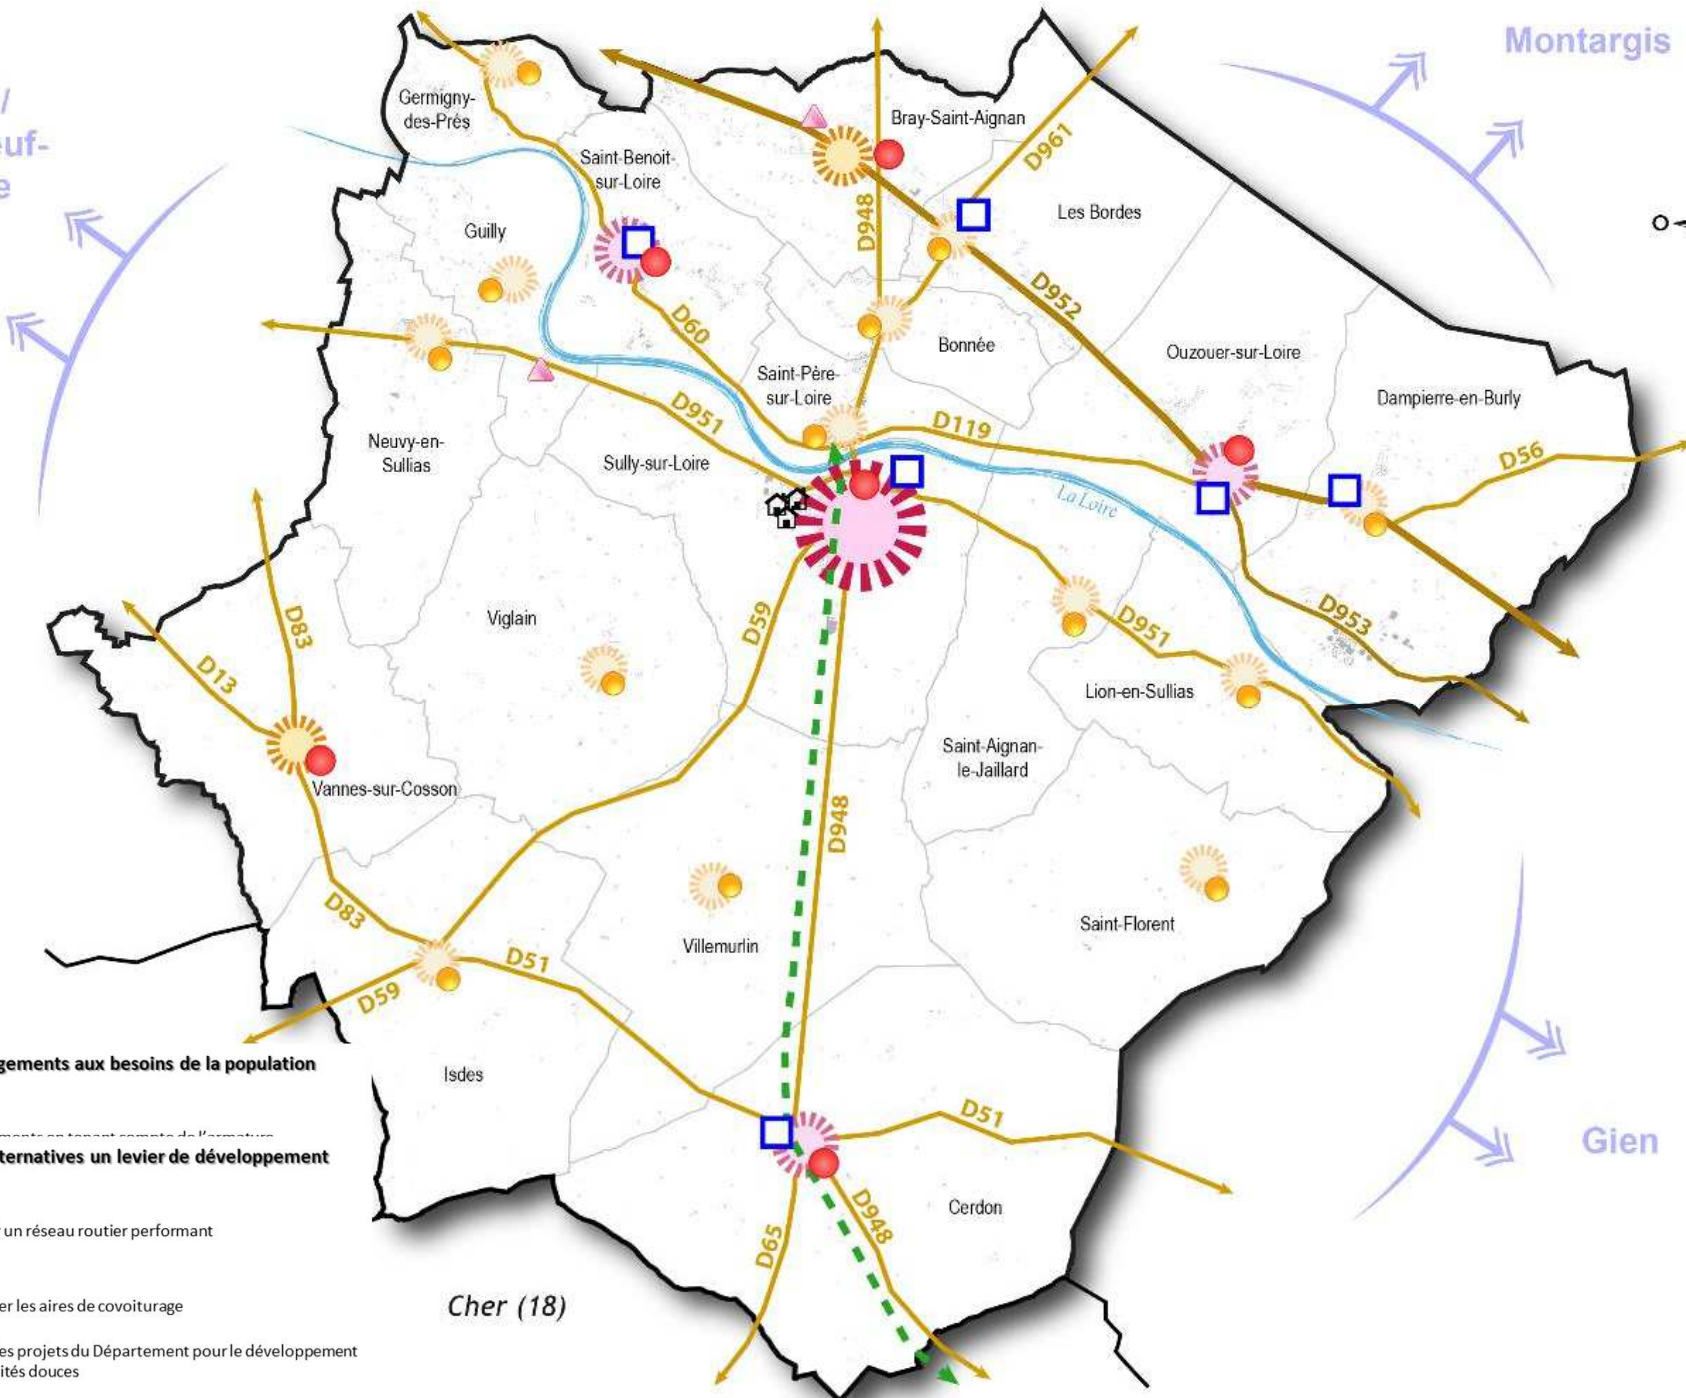 Montargis
Germigny-
des-Prés
Bray-Saint-Aignan
D961
Saint-Benoit-
sur-Loire
D948
Les Bordes
Guilly
D952
D60
Bonnée
Ouzouer-sur-Loire
Saint-Père-
sur-Loire
Dampierre-en-Burly
D951
D119
Neuvy-en-
Sullias
Sully-sur-Loire
D56
La Loire
D83
Viglain
D59
D951
D953
D13
Lion-en-Sullias
Saint-Aignan-
le-Jaillard
Vannes-sur-Cosson
D948
D83
Saint-Florent
Villemurlin
D51
D59
Isdes
D51
Gien
Cerdon
D948
D65
Cher (18)
gements aux besoins de la population
ternatives un levier de développement
r un réseau routier performant
er les aires de covoiturage
es projets du Département pour le développement
ités douces